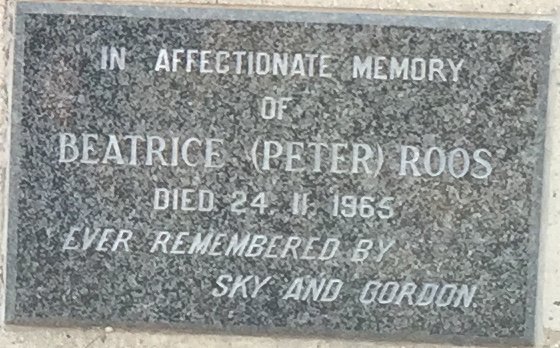 IN AFFECTIONATE MEMORY
OF
BEATRICE (PETER) ROOS
DIED 24. 11. 1965
EVER REMEMBERED BY
SKY AND GORDON.